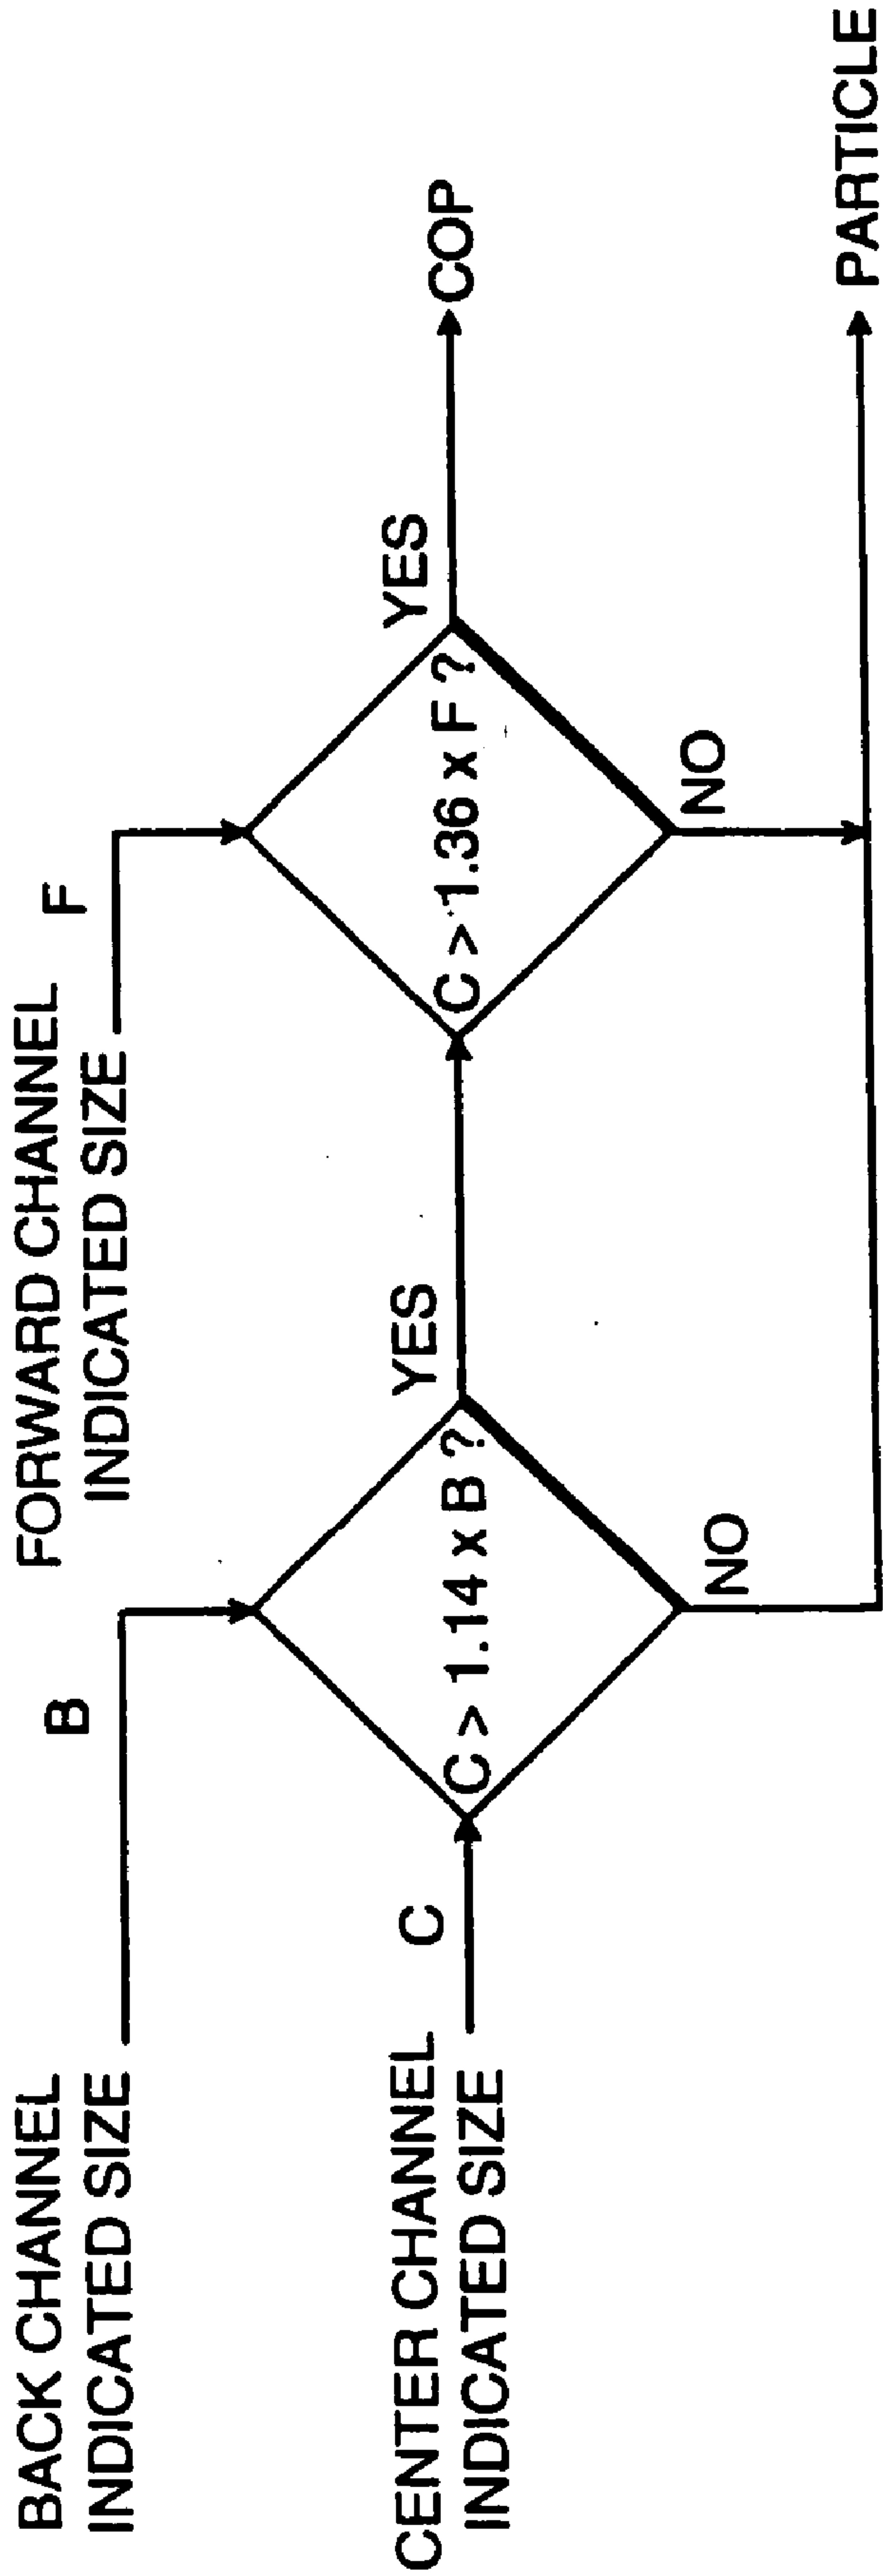 BACK CHANNEL
INDICATED SIZE
B
FORWARD CHANNEL
INDICATED SIZE
F
CENTER CHANNEL
INDICATED SIZE
C
C > 1.14 x B ?
YES
NO
C > 1.36 x F ?
YES
NO
COP
PARTICLE